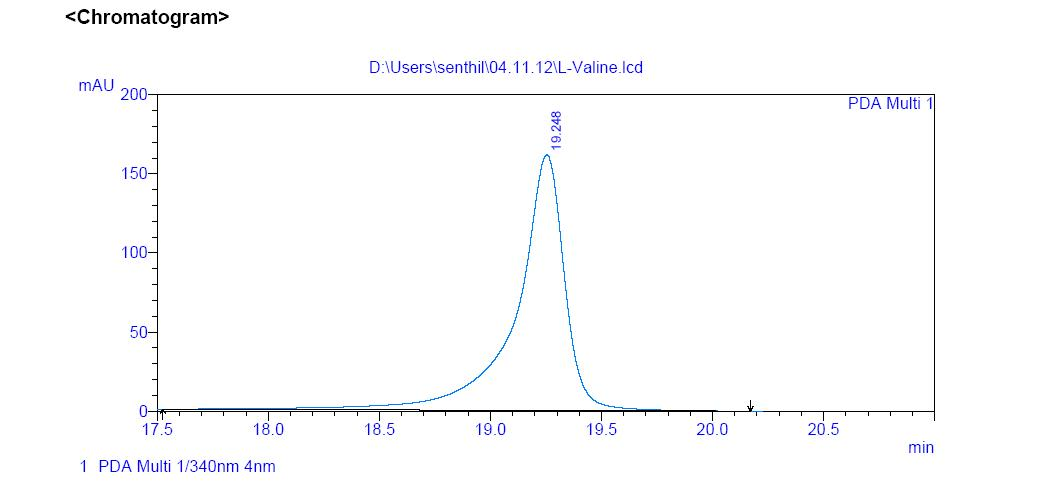 <Chromatogram>
D:\Users\senthil\04.11.12\L-Valine.lcd
mAU
200
PDA Multi 1
19.248
150
100
50
0
17.5 18.0 18.5 19.0 19.5 20.0 20.5
min
1 PDA Multi 1/340nm 4nm